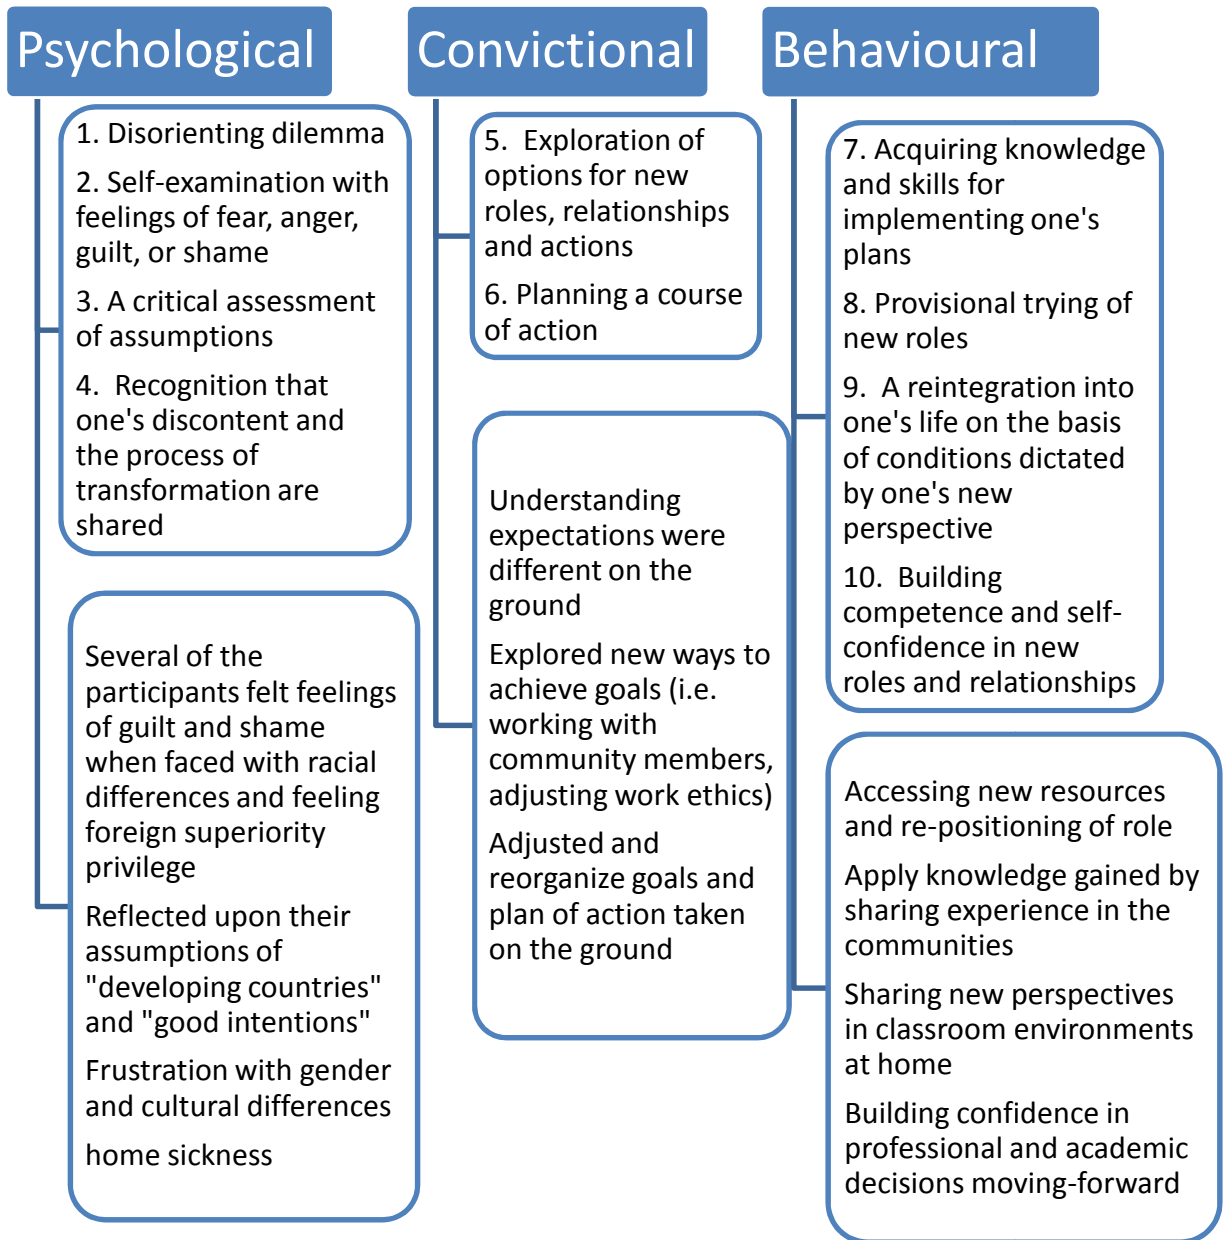 Psychological
1. Disorienting dilemma
2. Self-examination with
feelings of fear, anger,
guilt, or shame
3. A critical assessment
of assumptions
4.  Recognition that
one's discontent and
the process of
transformation are
shared
Several of the
participants felt feelings
of guilt and shame
when faced with racial
differences and feeling
foreign superiority
privilege
Reflected upon their
assumptions of
"developing countries"
and "good intentions"
Frustration with gender
and cultural differences
home sickness
Convictional
5.  Exploration of
options for new
roles, relationships
and actions
6. Planning a course
of action
Understanding
expectations were
different on the
ground
Explored new ways to
achieve goals (i.e.
working with
community members,
adjusting work ethics)
Adjusted and
reorganize goals and
plan of action taken
on the ground
Behavioural
7. Acquiring knowledge
and skills for
implementing one's
plans
8. Provisional trying of
new roles
9.  A reintegration into
one's life on the basis
of conditions dictated
by one's new
perspective
10.  Building
competence and self-
confidence in new
roles and relationships
Accessing new resources
and re-positioning of role
Apply knowledge gained by
sharing experience in the
communities
Sharing new perspectives
in classroom environments
at home
Building confidence in
professional and academic
decisions moving-forward